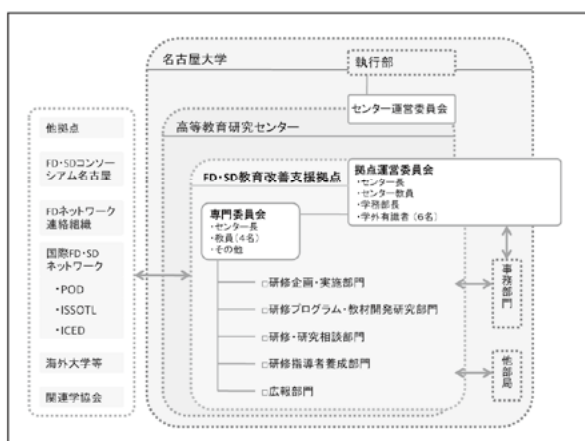 名古屋大学
執行部
センター運営委員会
高等教育研究センター
他拠点
FD・SDコンソー
シアム名古屋
FDネットワーク
連絡組織
国際FD・SD
ネットワーク
・POD
・ISSOTL
・ICED
海外大学等
関連学協会
FD・SD教育改善支援拠点
拠点運営委員会
・センター長
・センター教員
・学務部長
・学外有識者（6名）
専門委員会
・センター長
・教員（4名）
・その他
□研修企画・実施部門
□研修プログラム・教材開発研究部門
□研修・研究相談部門
□研修指導者養成部門
□広報部門
事務部門
他部局